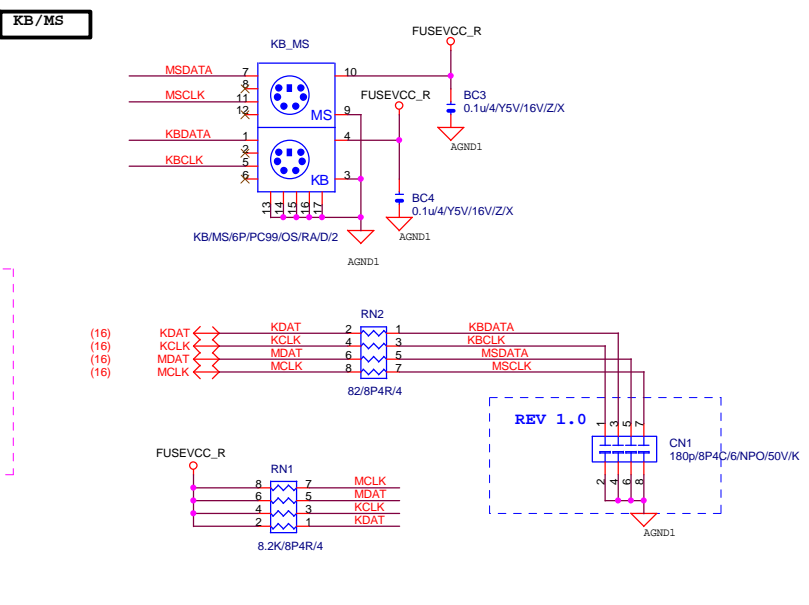 KB/MS
FUSEVCC_R
KB_MS
MSDATA 7 10
8
MSCLK 11
12 9
MS
BC3
0.1u/4/Y5V/16V/Z/X
AGND1
FUSEVCC_R
KBDATA 1 4
2
KBCLK 5
6 3
KB
13 14 15 16 17
BC4
0.1u/4/Y5V/16V/Z/X
AGND1
KB/MS/6P/PC99/OS/RA/D/2
AGND1
RN2
(16) KDAT KDAT 2 1 KBDATA
(16) KCLK KCLK 4 3 KBCLK
(16) MDAT MDAT 6 5 MSDATA
(16) MCLK MCLK 8 7 MSCLK
82/8P4R/4
REV 1.0
1 3 5 7
CN1
180p/8P4C/6/NPO/50V/K
2 4 6 8
AGND1
FUSEVCC_R
RN1
8 7 MCLK
6 5 MDAT
4 3 KCLK
2 1 KDAT
8.2K/8P4R/4